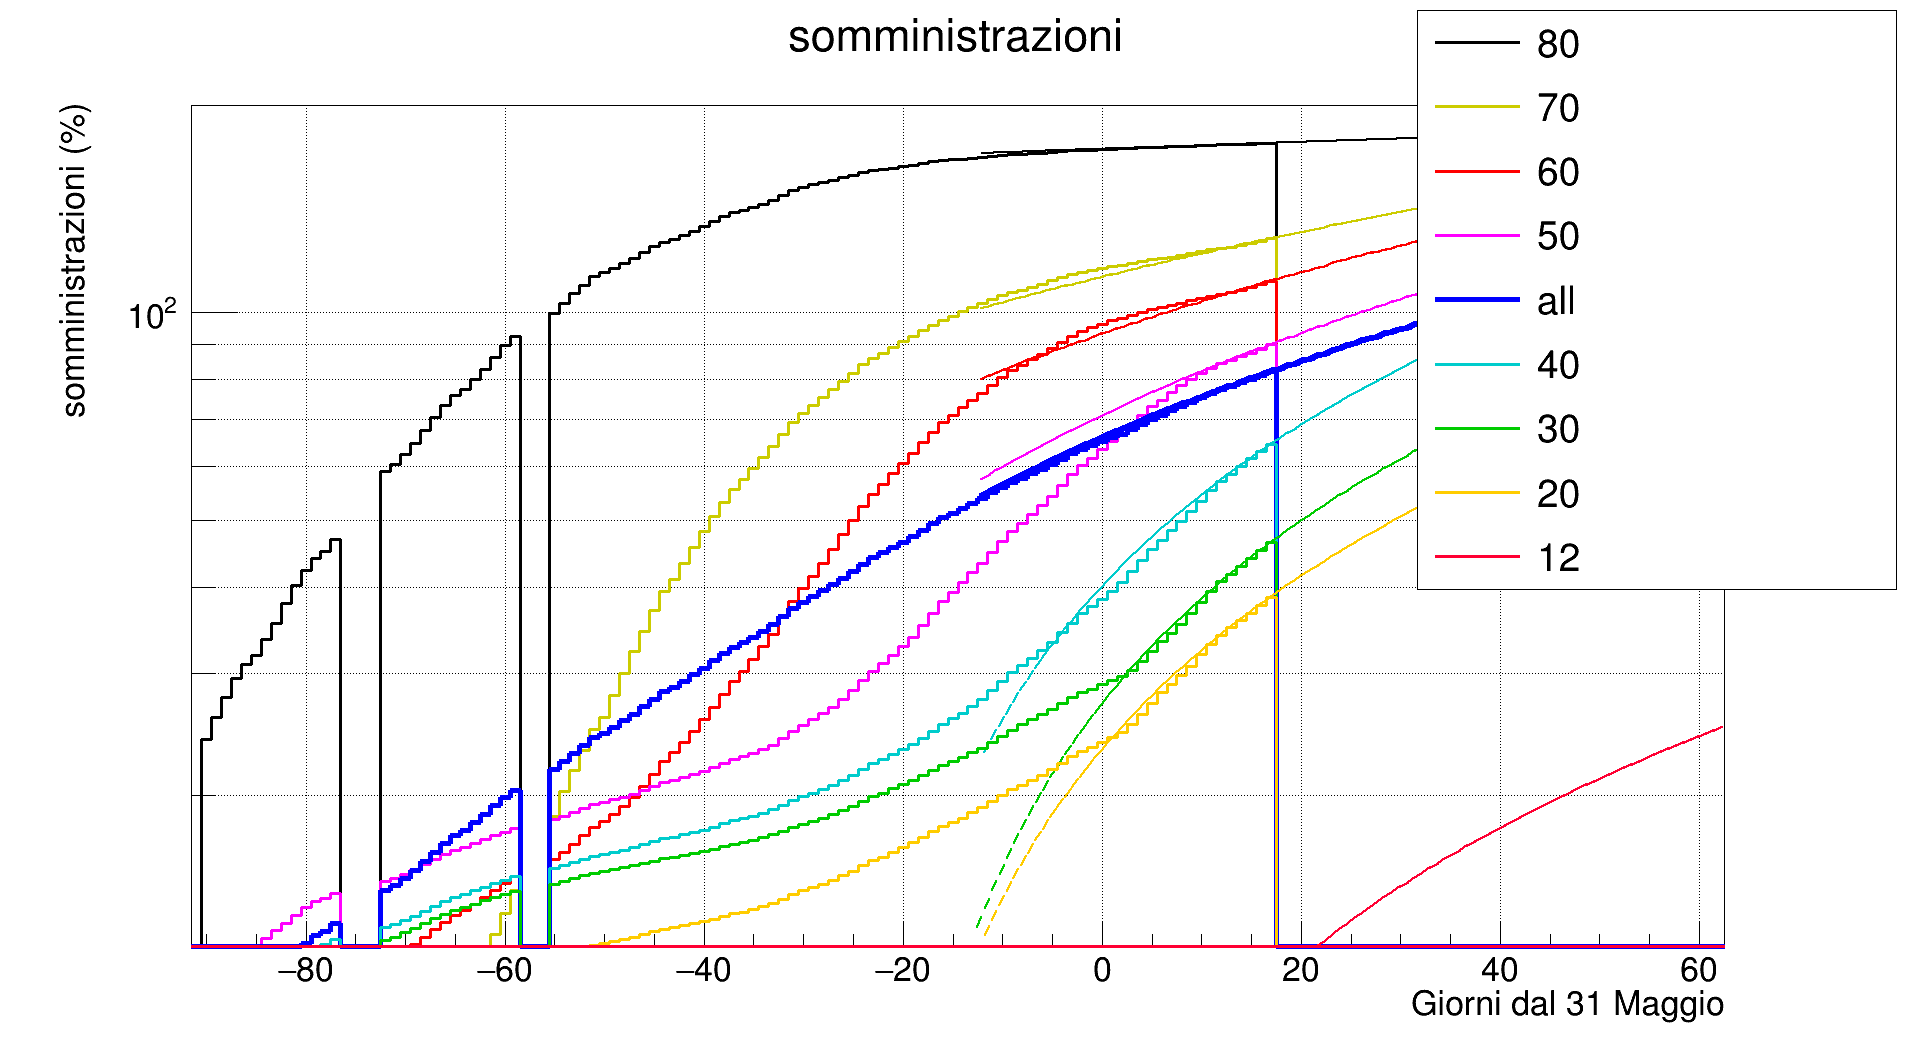 somministrazioni
somministrazioni (%)
10²
80
70
60
50
all
40
30
20
12
−80 −60 −40 −20 0 20 40 60
Giorni dal 31 Maggio